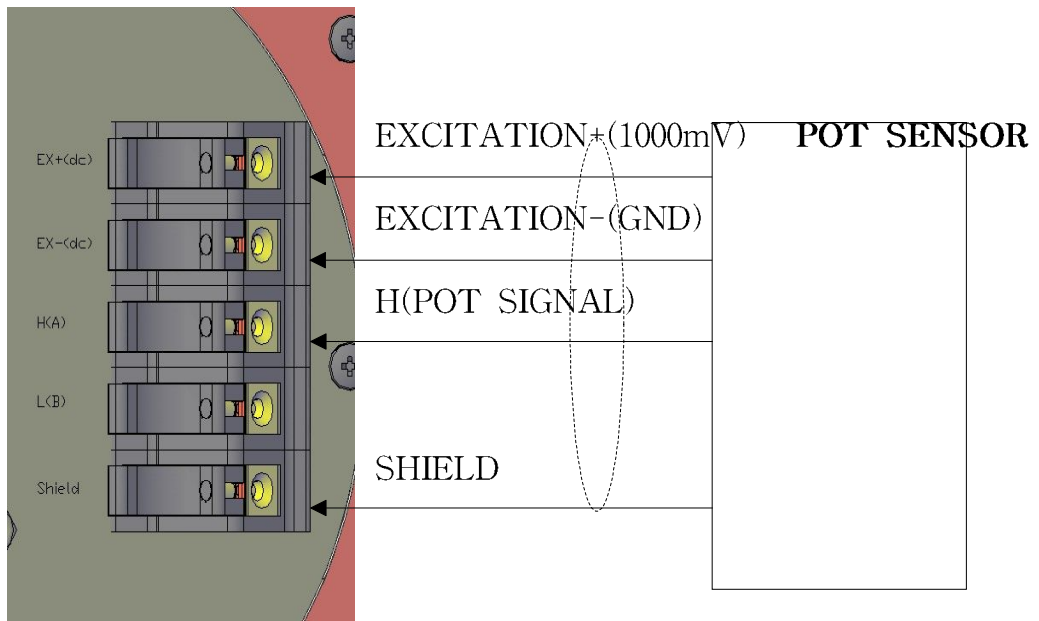 EXCITATION+(1000mV) POT SENSOR
EX+(dc)
EXCITATION-(GND)
EX-(dc)
H(POT SIGNAL)
H(A)
L(B)
SHIELD
Shield